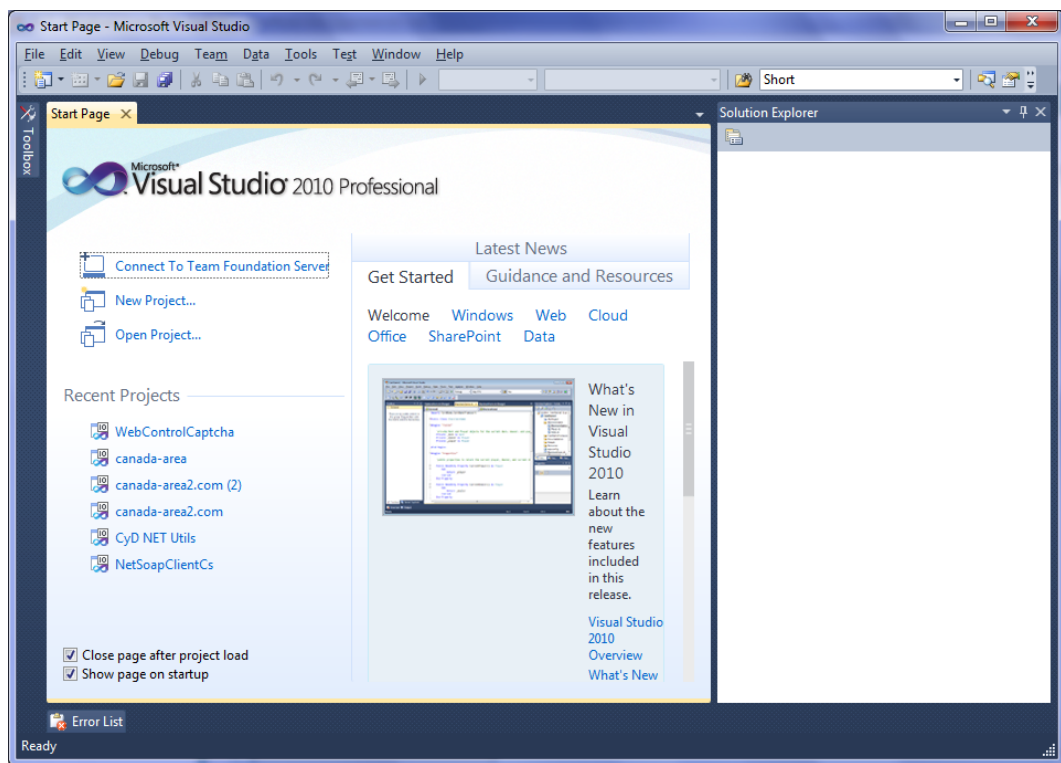 Start Page - Microsoft Visual Studio
File Edit View Debug Team Data Tools Test Window Help
Short
Toolbox
Start Page
Solution Explorer
Microsoft®
Visual Studio® 2010 Professional
Connect To Team Foundation Server
New Project...
Open Project...
Recent Projects
WebControlCaptcha
canada-area
canada-area2.com (2)
canada-area2.com
CyD NET Utils
NetSoapClientCs
Close page after project load
Show page on startup
Latest News
Get Started Guidance and Resources
Welcome Windows Web Cloud
Office SharePoint Data
What's
New in
Visual
Studio
2010
Learn
about the
new
features
included
in this
release.
Visual Studio
2010
Overview
What's New
Error List
Ready